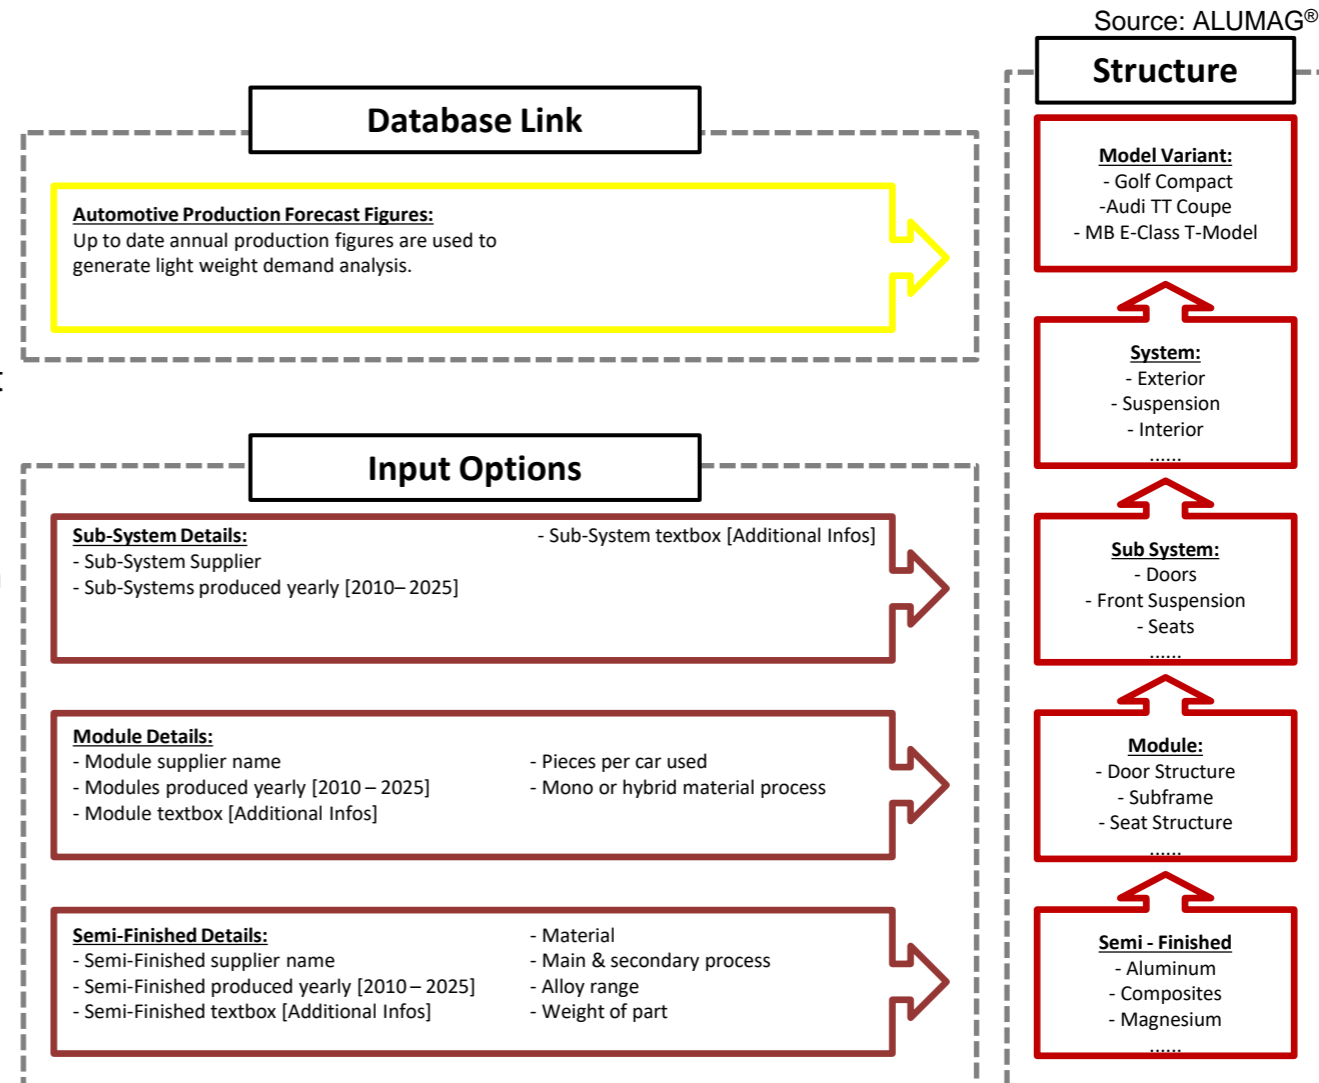 Source: ALUMAG®
Structure
Database Link
Automotive Production Forecast Figures:
Up to date annual production figures are used to
generate light weight demand analysis.
Model Variant:
- Golf Compact
-Audi TT Coupe
- MB E-Class T-Model
System:
- Exterior
- Suspension
- Interior
......
Input Options
Sub-System Details:
- Sub-System Supplier
- Sub-Systems produced yearly [2010– 2025]
- Sub-System textbox [Additional Infos]
Sub System:
- Doors
- Front Suspension
- Seats
......
Module Details:
- Module supplier name
- Modules produced yearly [2010 – 2025]
- Module textbox [Additional Infos]
- Pieces per car used
- Mono or hybrid material process
Module:
- Door Structure
- Subframe
- Seat Structure
......
Semi-Finished Details:
- Semi-Finished supplier name
- Semi-Finished produced yearly [2010 – 2025]
- Semi-Finished textbox [Additional Infos]
- Material
- Main & secondary process
- Alloy range
- Weight of part
Semi - Finished
- Aluminum
- Composites
- Magnesium
......